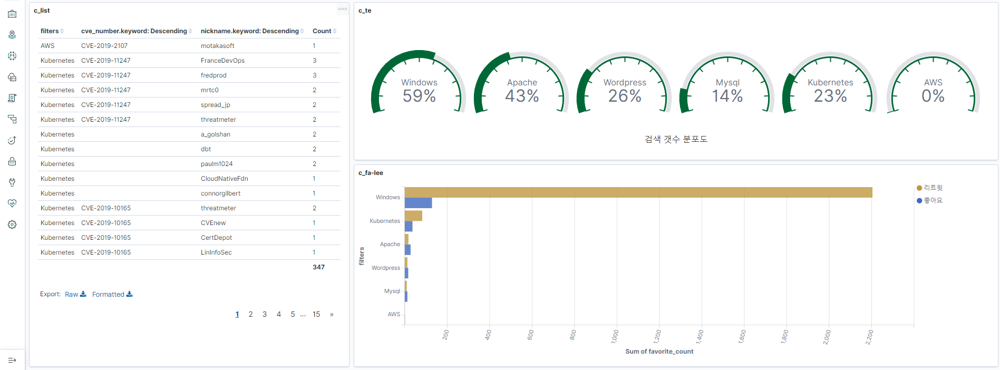 c_list
filters cve_number.keyword: Descending nickname.keyword: Descending Count
AWS CVE-2019-2107 motakasoft 1
Kubernetes CVE-2019-11247 FranceDevOps 3
Kubernetes CVE-2019-11247 fredprod 3
Kubernetes CVE-2019-11247 mrtc0 2
Kubernetes CVE-2019-11247 spread_jp 2
Kubernetes CVE-2019-11247 threatmeter 2
Kubernetes a_golshan 2
Kubernetes dbt 2
Kubernetes paulm1024 2
Kubernetes CloudNativeFdn 1
Kubernetes connorgilbert 1
Kubernetes CVE-2019-10165 threatmeter 2
Kubernetes CVE-2019-10165 CVEnew 1
Kubernetes CVE-2019-10165 CertDepot 1
Kubernetes CVE-2019-10165 LinInfoSec 1
347
Export: Raw Formatted
1 2 3 4 5 ... 15 »
c_te
Windows Apache Wordpress Mysql Kubernetes AWS
59% 43% 26% 14% 23% 0%
검색 갯수 분포도
c_fa-lee
리트윗
좋아요
Windows
Kubernetes
Apache
Wordpress
Mysql
AWS
filters
200 400 600 800 1,000 1,200 1,400 1,600 1,800 2,000 2,200
Sum of favorite_count